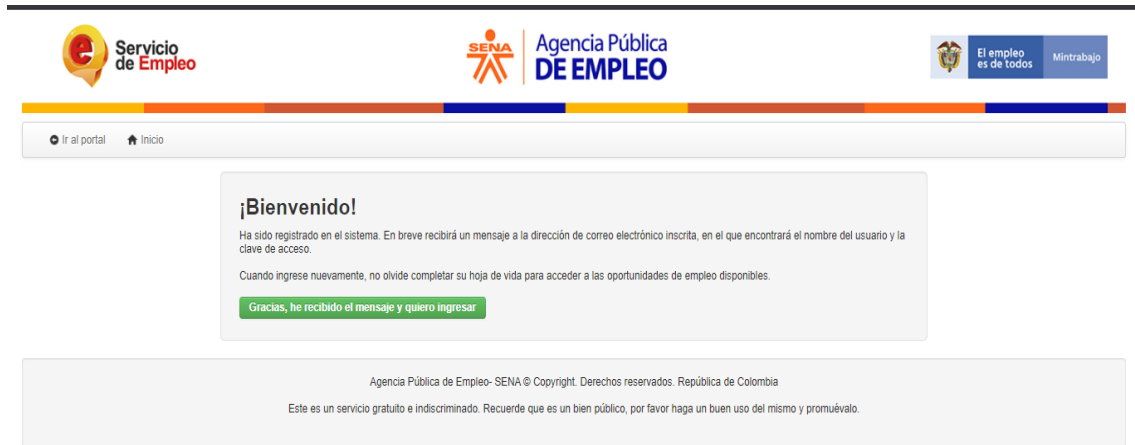 Servicio
de Empleo
SENA
Agencia Pública
DE EMPLEO
El empleo
es de todos
Mintrabajo
Ir al portal
Inicio
¡Bienvenido!
Ha sido registrado en el sistema. En breve recibirá un mensaje a la dirección de correo electrónico inscrita, en el que encontrará el nombre del usuario y la
clave de acceso.
Cuando ingrese nuevamente, no olvide completar su hoja de vida para acceder a las oportunidades de empleo disponibles.
Gracias, he recibido el mensaje y quiero ingresar
Agencia Pública de Empleo- SENA © Copyright. Derechos reservados. República de Colombia
Este es un servicio gratuito e indiscriminado. Recuerde que es un bien público, por favor haga un buen uso del mismo y promuévalo.